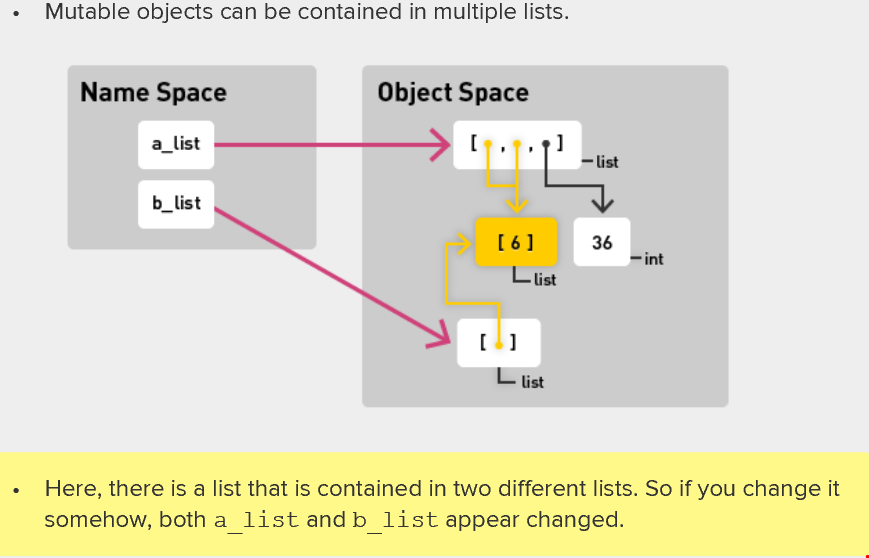 • Mutable objects can be contained in multiple lists.
Name Space
Object Space
a_list
[ , , ]
list
b_list
[ 6 ]
36
int
list
[ ]
list
• Here, there is a list that is contained in two different lists. So if you change it
somehow, both a_list and b_list appear changed.